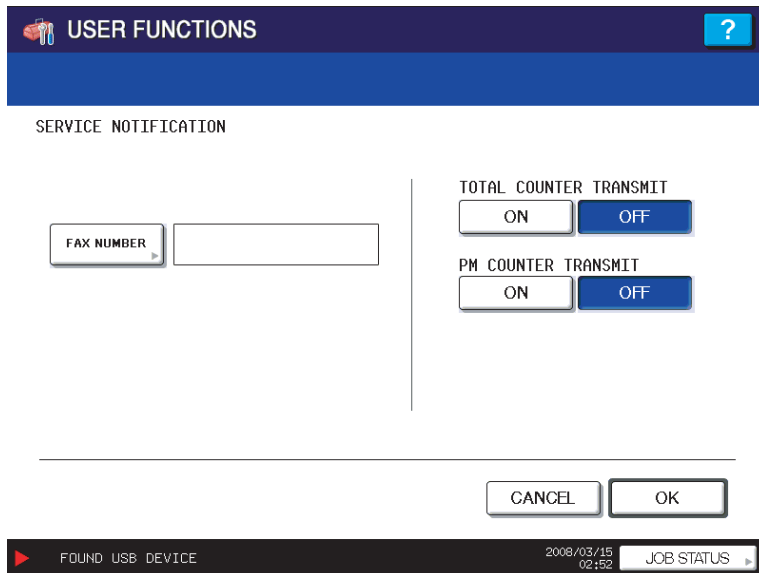 USER FUNCTIONS
?
SERVICE NOTIFICATION
FAX NUMBER
TOTAL COUNTER TRANSMIT
ON OFF
PM COUNTER TRANSMIT
ON OFF
CANCEL OK
FOUND USB DEVICE
2008/03/15
02:52
JOB STATUS